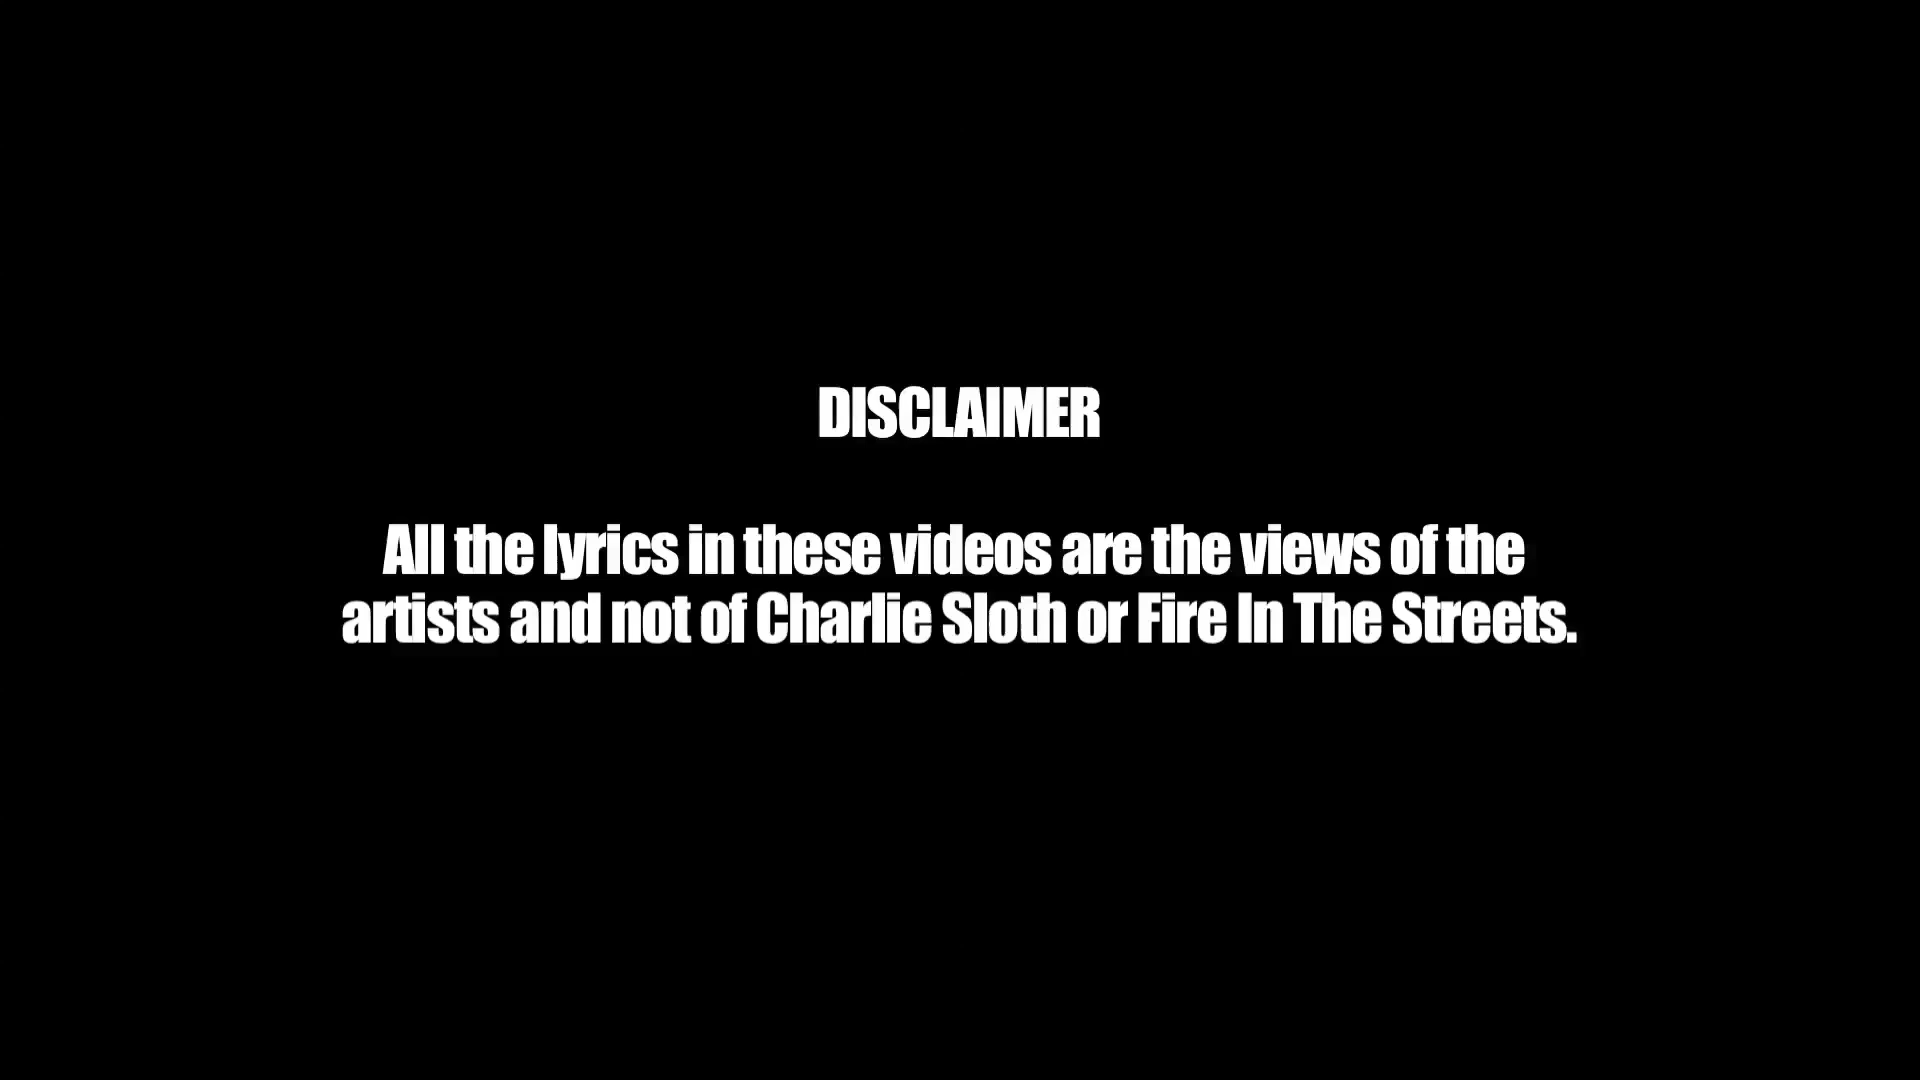 DISCLAIMER
All the lyrics in these videos are the views of the
artists and not of Charlie Sloth or Fire In The Streets.